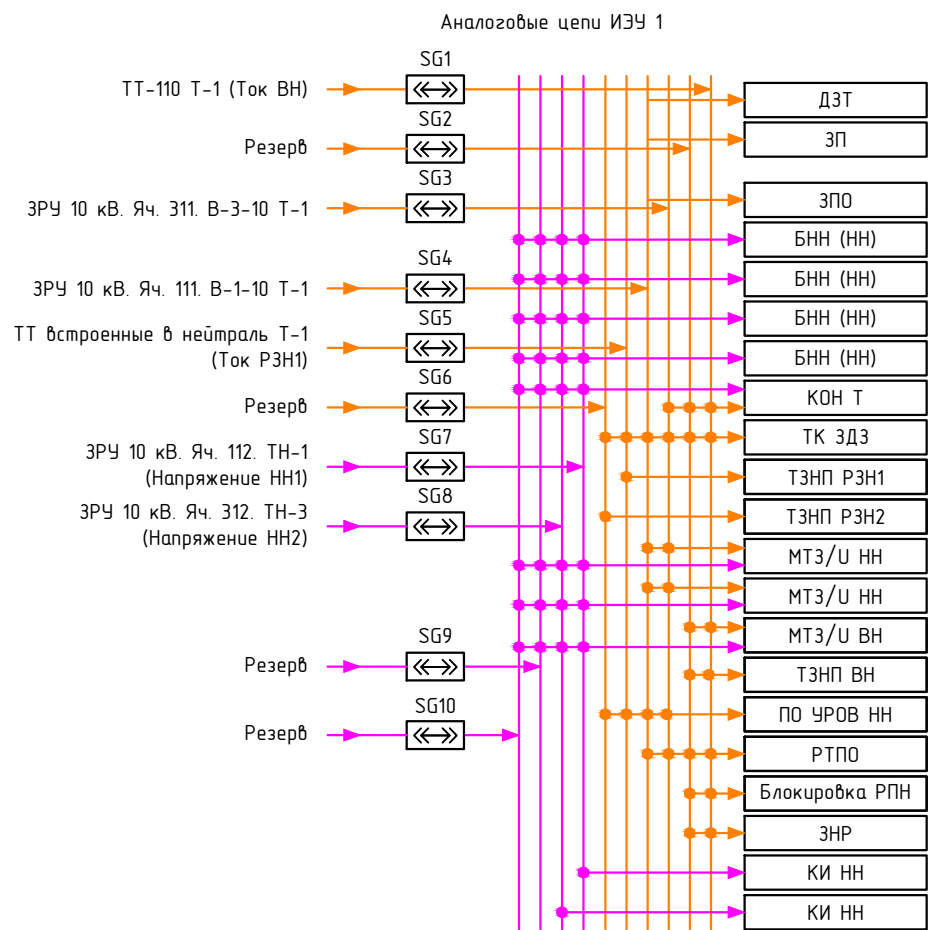 Аналоговые цепи ИЭУ 1
SG1
ТТ-110 Т-1 (Ток ВН)
ДЗТ
SG2
Резерв
ЗП
SG3
ЗРУ 10 кВ. Яч. 311. В-3-10 Т-1
ЗПО
БНН (НН)
SG4
ЗРУ 10 кВ. Яч. 111. В-1-10 Т-1
БНН (НН)
SG5
ТТ встроенные в нейтраль Т-1
(Ток РЗН1)
БНН (НН)
БНН (НН)
SG6
Резерв
КОН Т
SG7
ЗРУ 10 кВ. Яч. 112. ТН-1
(Напряжение НН1)
ТК ЗДЗ
ТЗНП РЗН1
SG8
ЗРУ 10 кВ. Яч. 312. ТН-3
(Напряжение НН2)
ТЗНП РЗН2
МТЗ/U НН
МТЗ/U НН
МТЗ/U ВН
SG9
Резерв
ТЗНП ВН
SG10
Резерв
ПО УРОВ НН
РТПО
Блокировка РПН
ЗНР
КИ НН
КИ НН